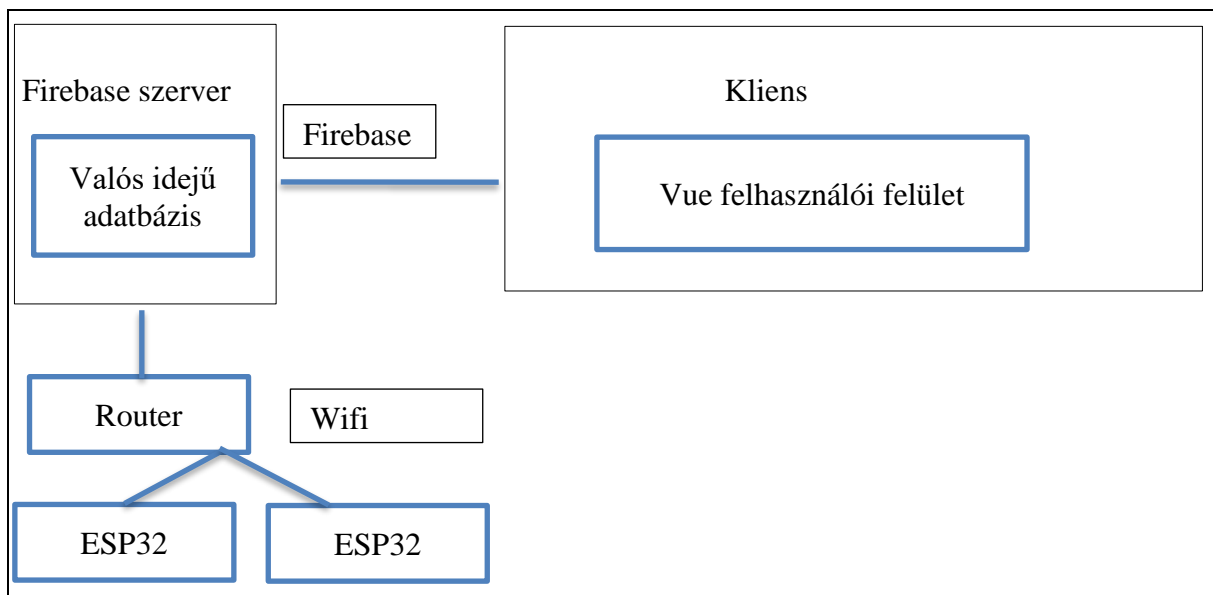 Firebase szerver
Valós idejű
adatbázis
Firebase
Kliens
Vue felhasználói felület
Router
Wifi
ESP32
ESP32